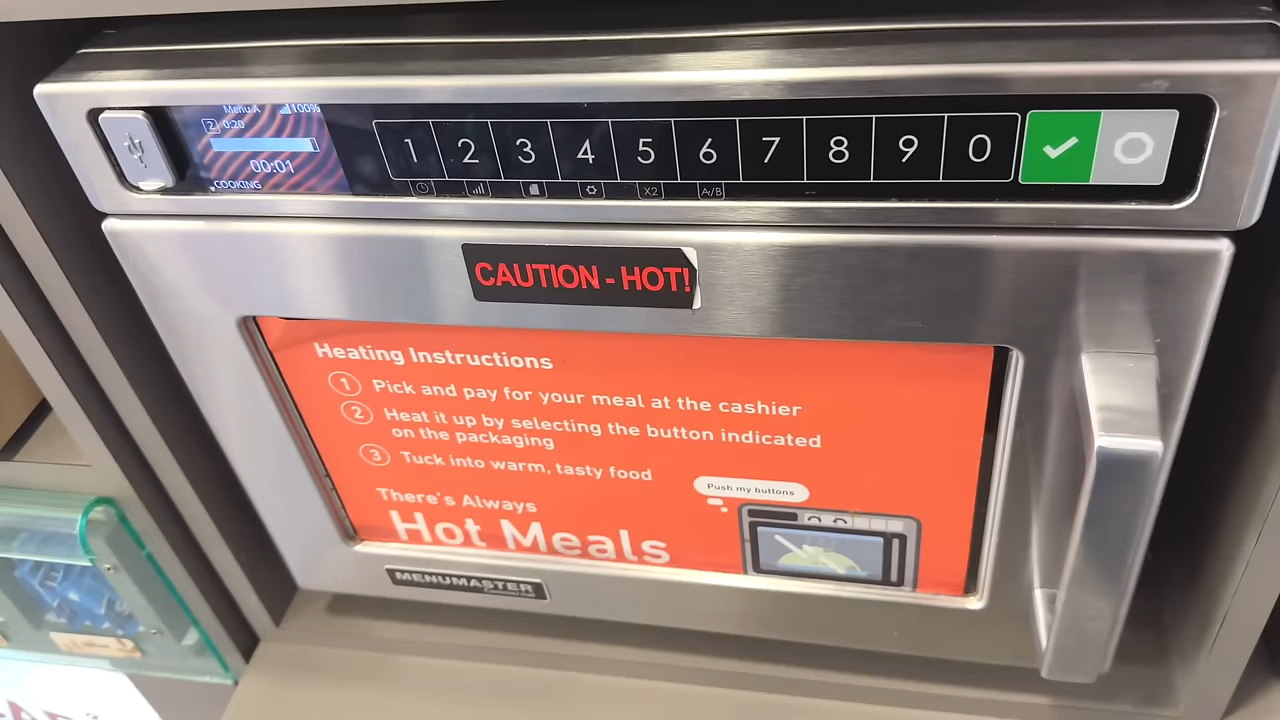 Menu A 100%
2 0:20
00:01
COOKING
1 2 3 4 5 6 7 8 9 0
X2 A/B
CAUTION - HOT!
Heating Instructions
1 Pick and pay for your meal at the cashier
2 Heat it up by selecting the button indicated
on the packaging
3 Tuck into warm, tasty food
There's Always
Hot Meals
Push my buttons
MENUMASTER